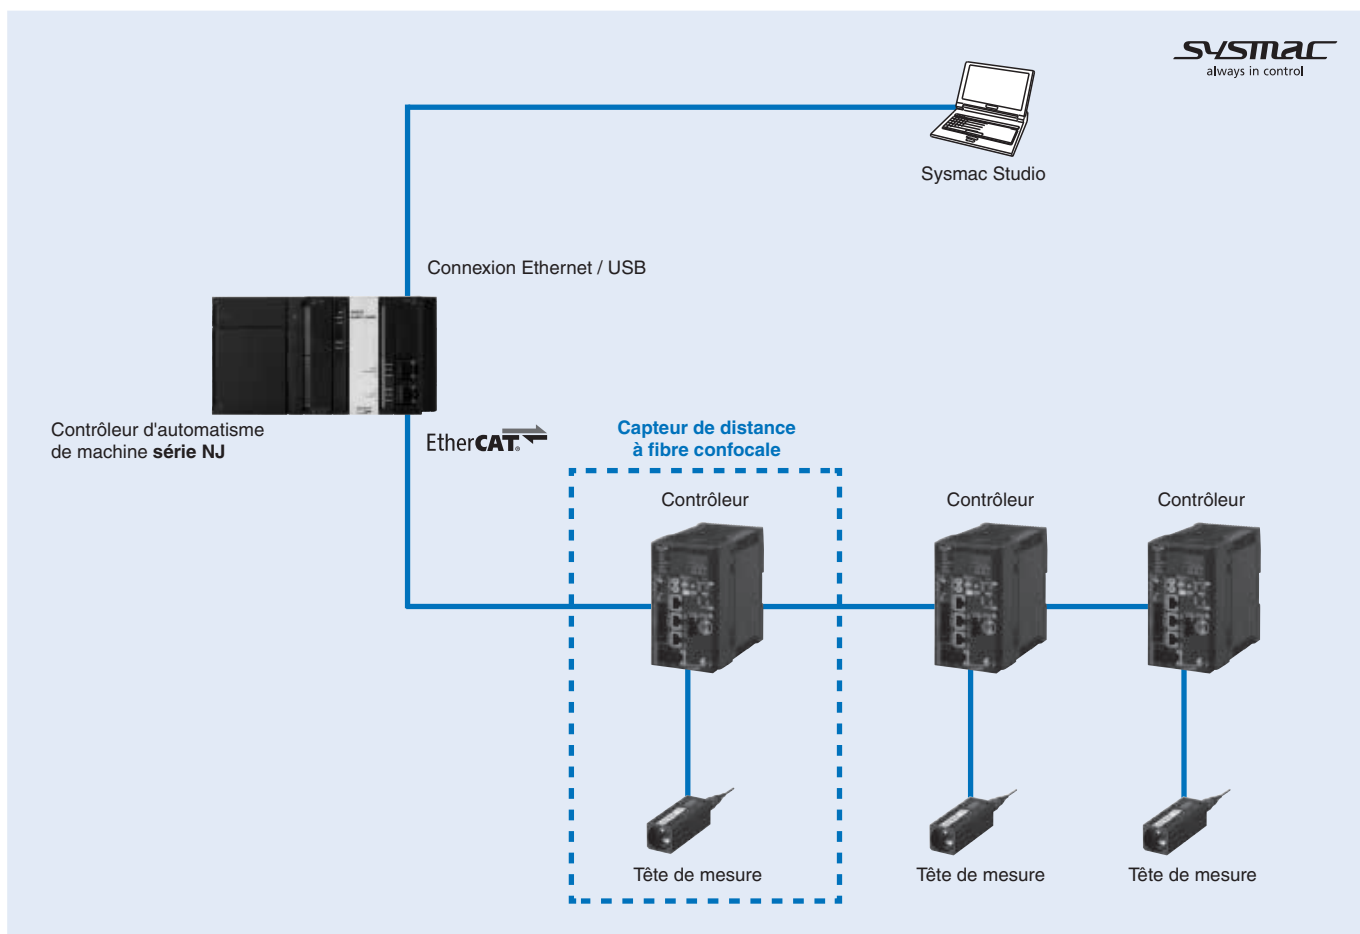 sysmac
always in control
Sysmac Studio
Connexion Ethernet / USB
Contrôleur d'automatisme
de machine série NJ
EtherCAT®
Capteur de distance
à fibre confocale
Contrôleur
Contrôleur
Contrôleur
Tête de mesure
Tête de mesure
Tête de mesure